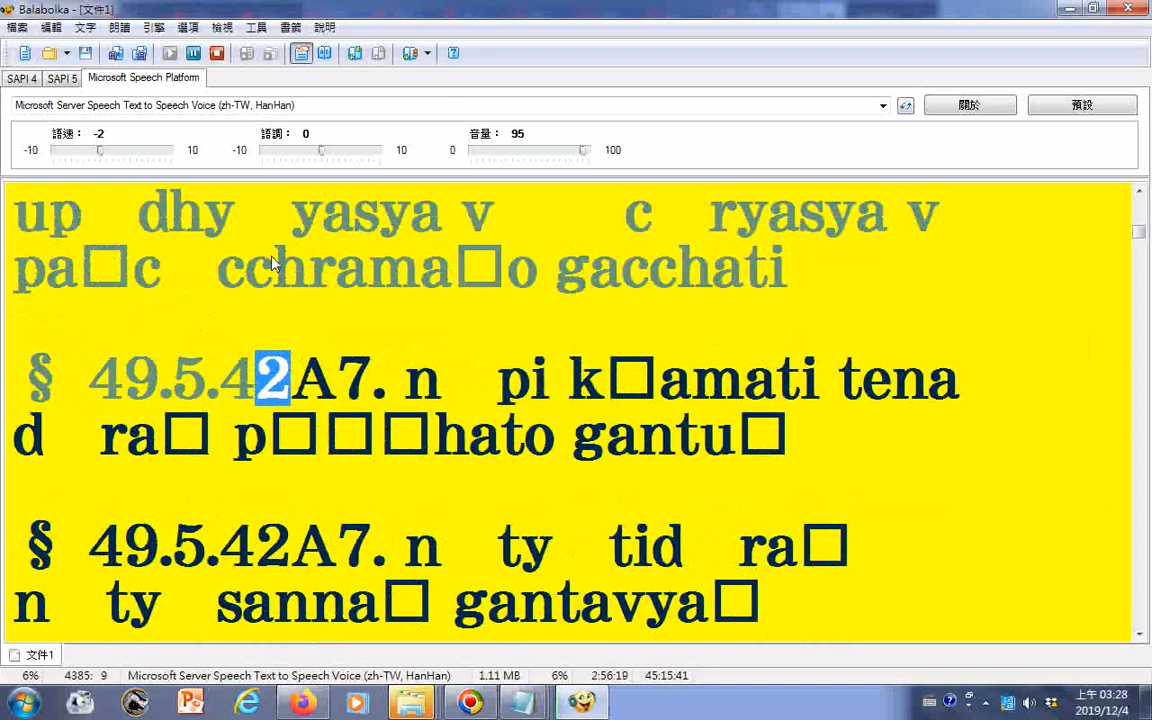 Balabolka - [文件1]
檔案 編輯 文字 朗讀 引擎 選項 檢視 工具 書籤 說明
SAPI 4 SAPI 5 Microsoft Speech Platform
Microsoft Server Speech Text to Speech Voice (zh-TW, HanHan) 關於 預設
語速： -2 語調： 0 音量： 95
-10 10 -10 10 0 100
up dhy yasya v c ryasya v
pa□c cchrama□o gacchati
§ 49.5.42A7. n pi k□amati tena
d ra□ p□□□hato gantu□
§ 49.5.42A7. n ty tid ra□
n ty sanna□ gantavya□
文件1
6% 4385: 9 Microsoft Server Speech Text to Speech Voice (zh-TW, HanHan) 1.11 MB 6% 2:56:19 45:15:41
上午 03:28
2019/12/4